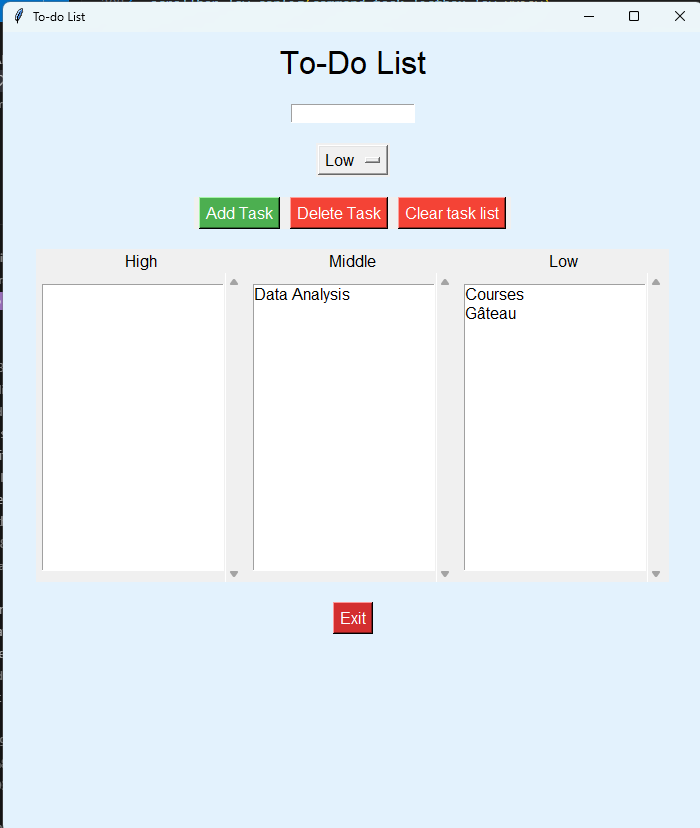 To-do List
To-Do List
Low
Add Task Delete Task Clear task list
High Middle Low
Data Analysis Courses
Gâteau
Exit